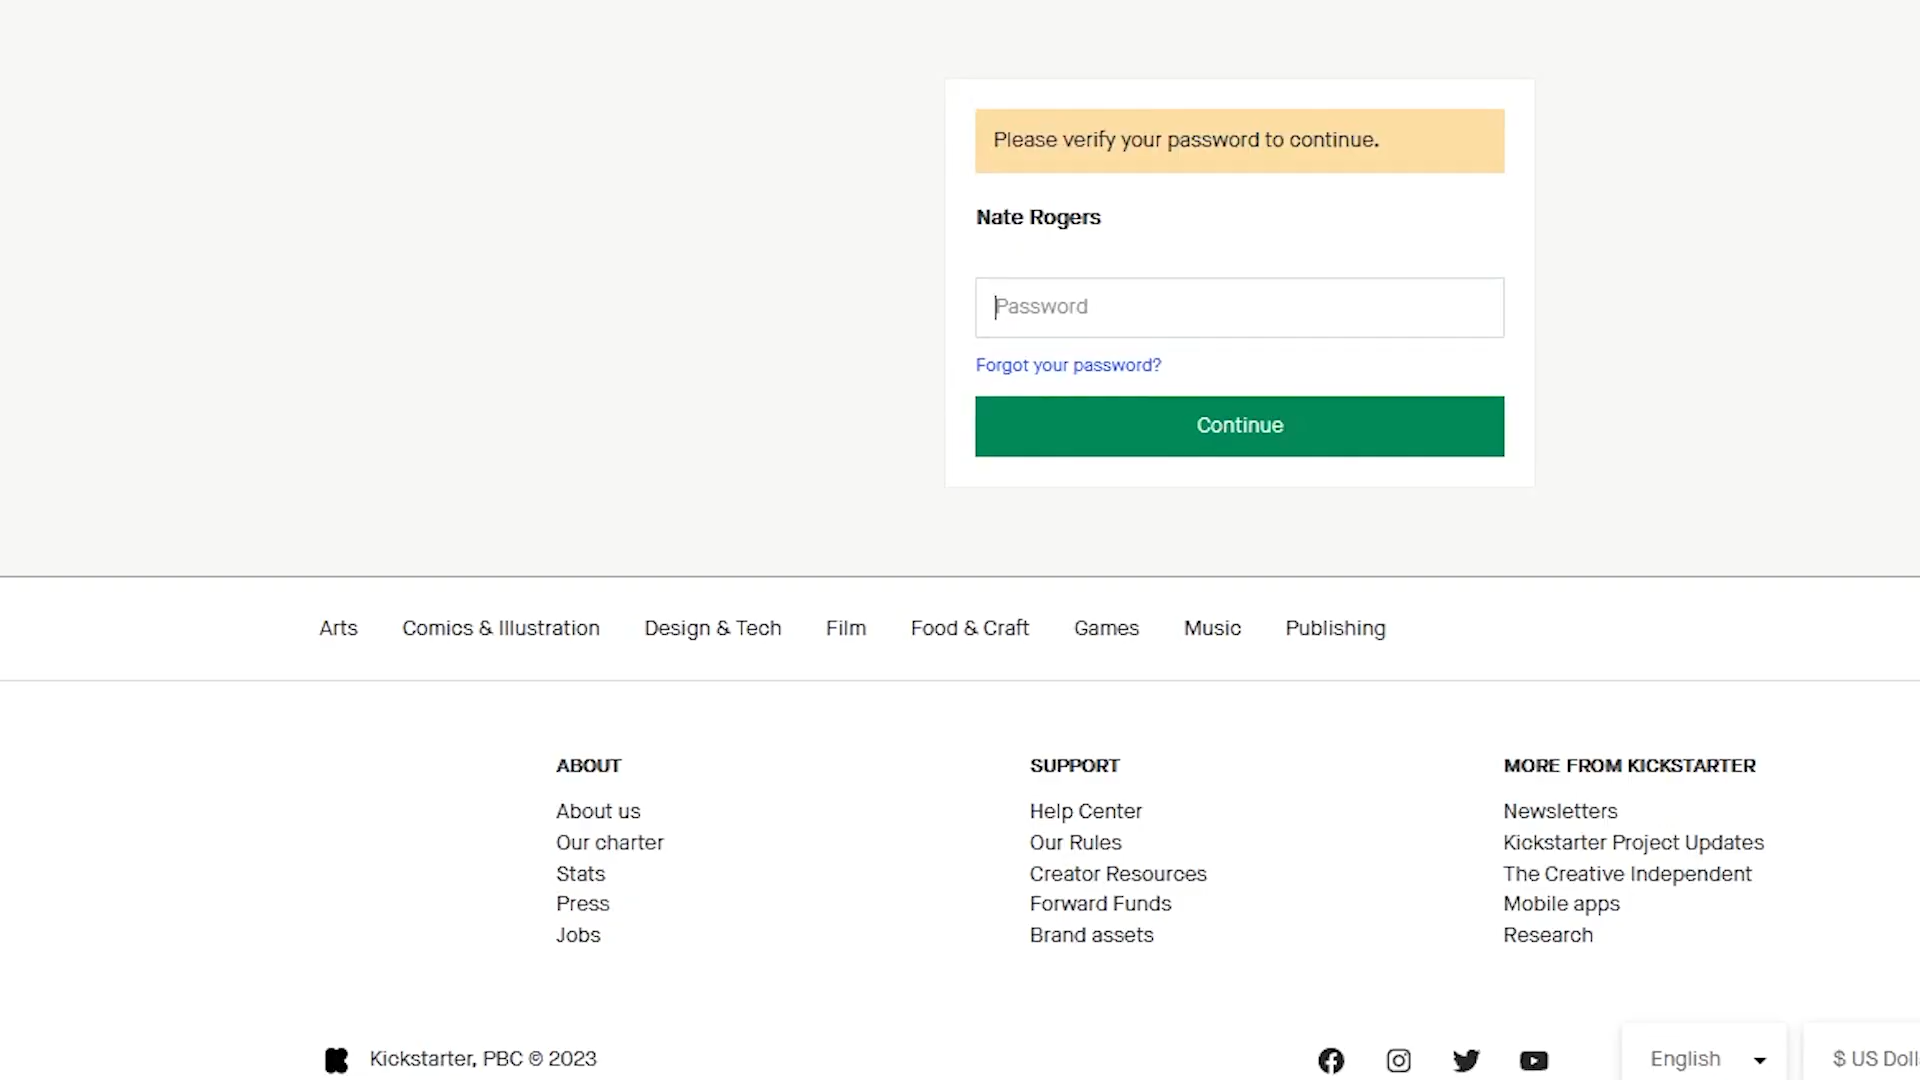 Please verify your password to continue.
Nate Rogers
Password
Forgot your password?
Continue
Arts Comics & Illustration Design & Tech Film Food & Craft Games Music Publishing
ABOUT
About us
Our charter
Stats
Press
Jobs
SUPPORT
Help Center
Our Rules
Creator Resources
Forward Funds
Brand assets
MORE FROM KICKSTARTER
Newsletters
Kickstarter Project Updates
The Creative Independent
Mobile apps
Research
Kickstarter, PBC © 2023
English
$ US Doll